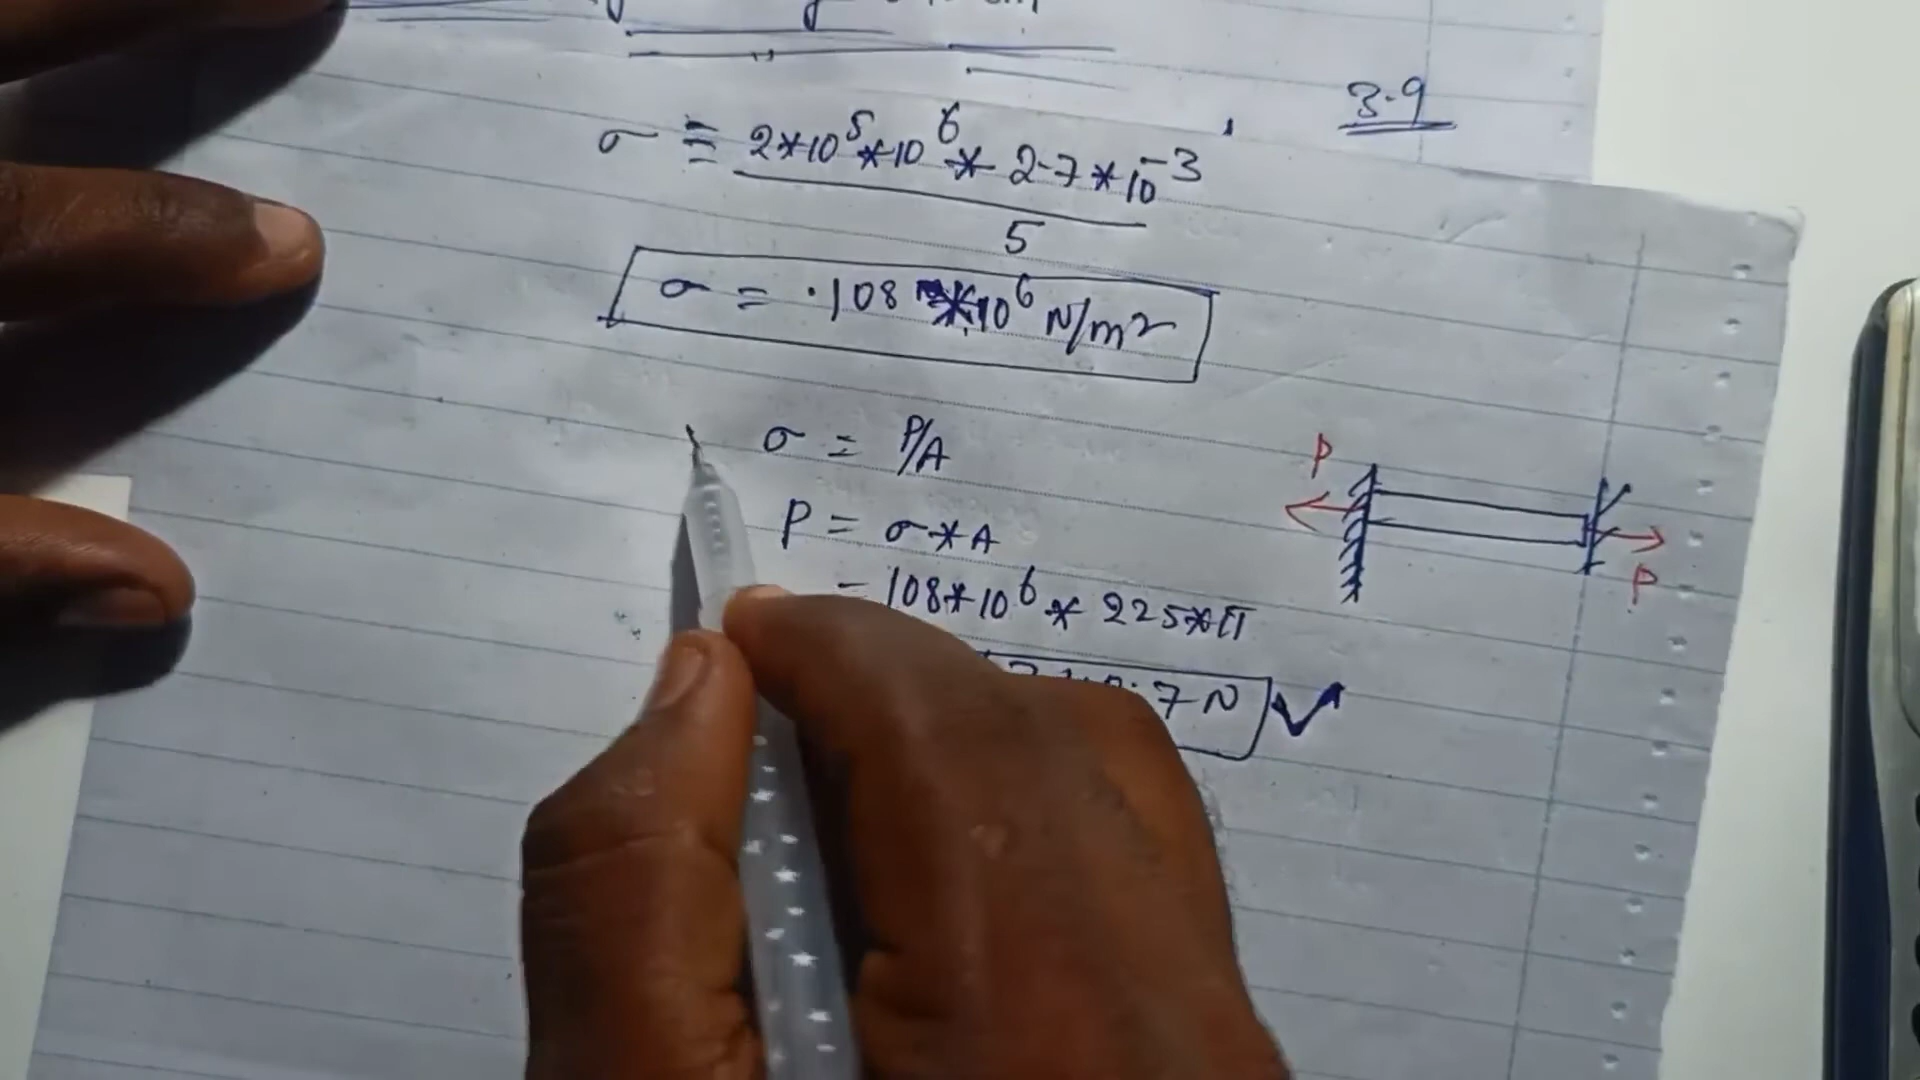 3.9
σ = 2*10^5*10^6 * 2.7*10^-3
5
σ = .108 *10^6 N/m²
σ = P/A
P = σ*A
= 108*10^6 * 225*π
.7 N
P
P